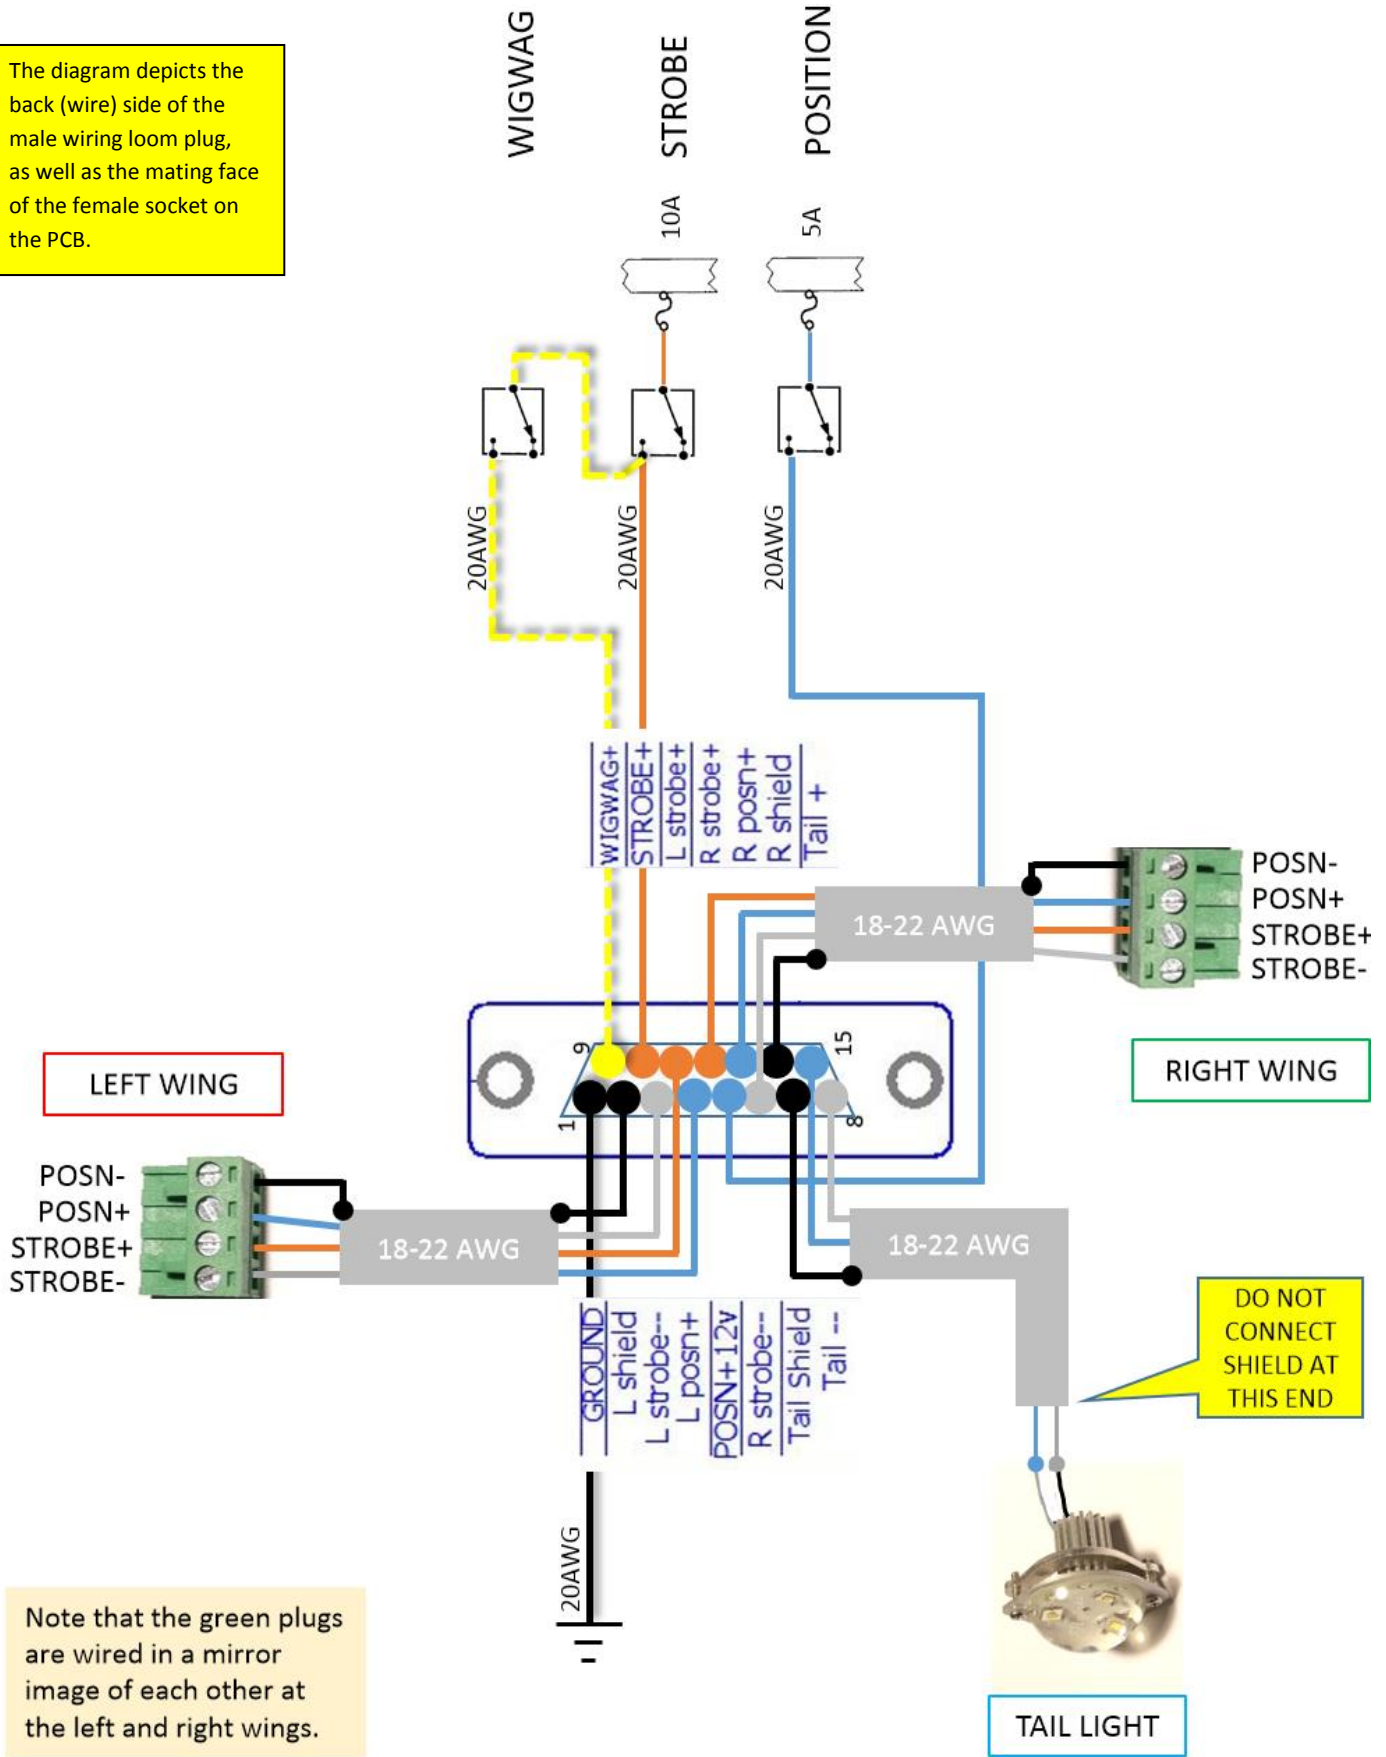 The diagram depicts the
back (wire) side of the
male wiring loom plug,
as well as the mating face
of the female socket on
the PCB.
WIGWAG
STROBE
POSITION
10A
5A
20AWG
20AWG
20AWG
WIGWAG+
STROBE+
L strobe+
R strobe+
R posn+
R shield
Tail +
18-22 AWG
POSN-
POSN+
STROBE+
STROBE-
RIGHT WING
9
15
1
8
LEFT WING
POSN-
POSN+
STROBE+
STROBE-
18-22 AWG
18-22 AWG
GROUND
L shield
L strobe--
L posn+
POSN+12v
R strobe--
Tail Shield
Tail --
DO NOT
CONNECT
SHIELD AT
THIS END
20AWG
Note that the green plugs
are wired in a mirror
image of each other at
the left and right wings.
TAIL LIGHT